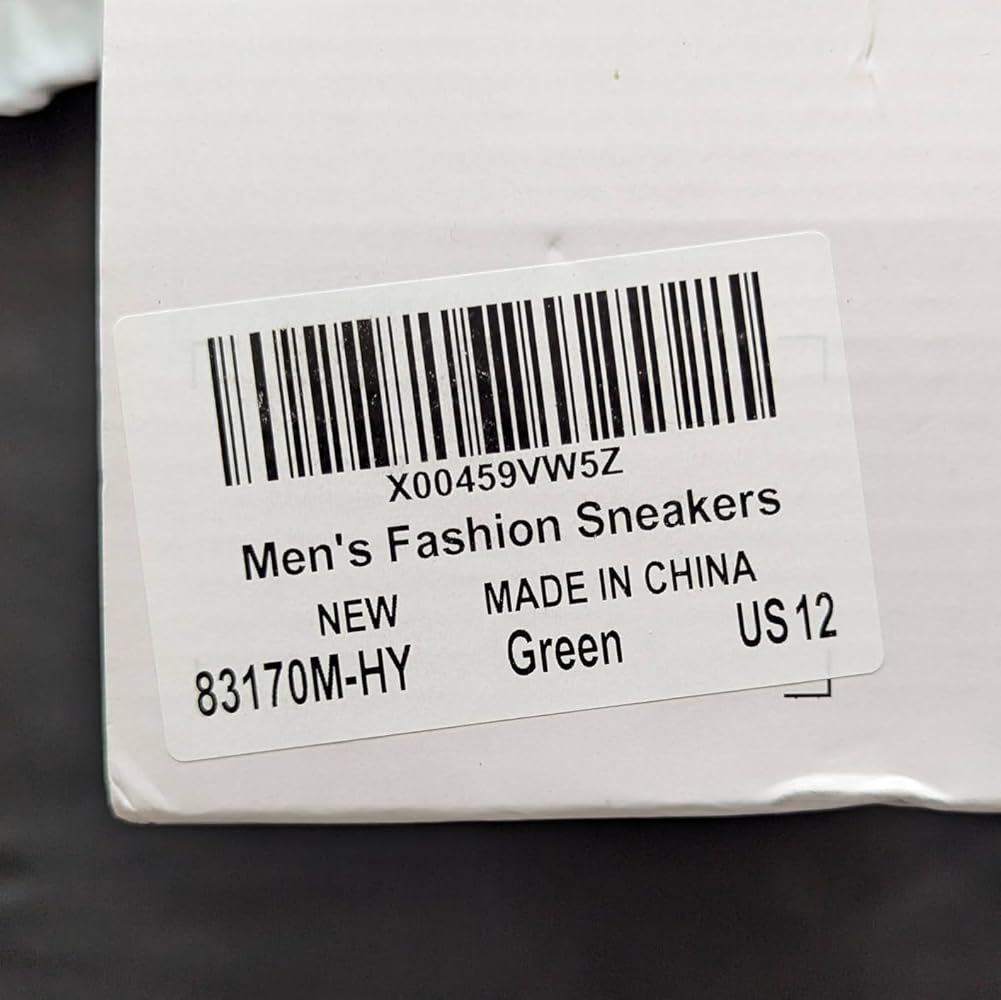 X00459VW5Z
Men's Fashion Sneakers
NEW MADE IN CHINA
83170M-HY Green US 12